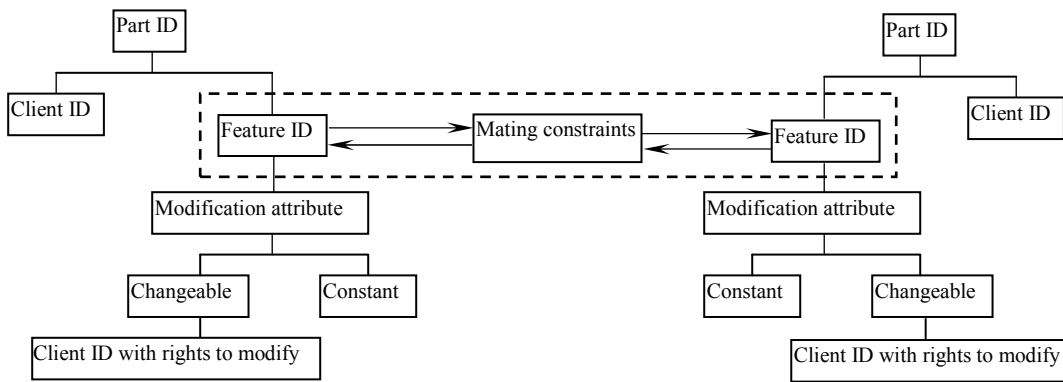 Part ID
Part ID
Client ID
Client ID
Feature ID
Mating constraints
Feature ID
Modification attribute
Modification attribute
Changeable
Constant
Constant
Changeable
Client ID with rights to modify
Client ID with rights to modify